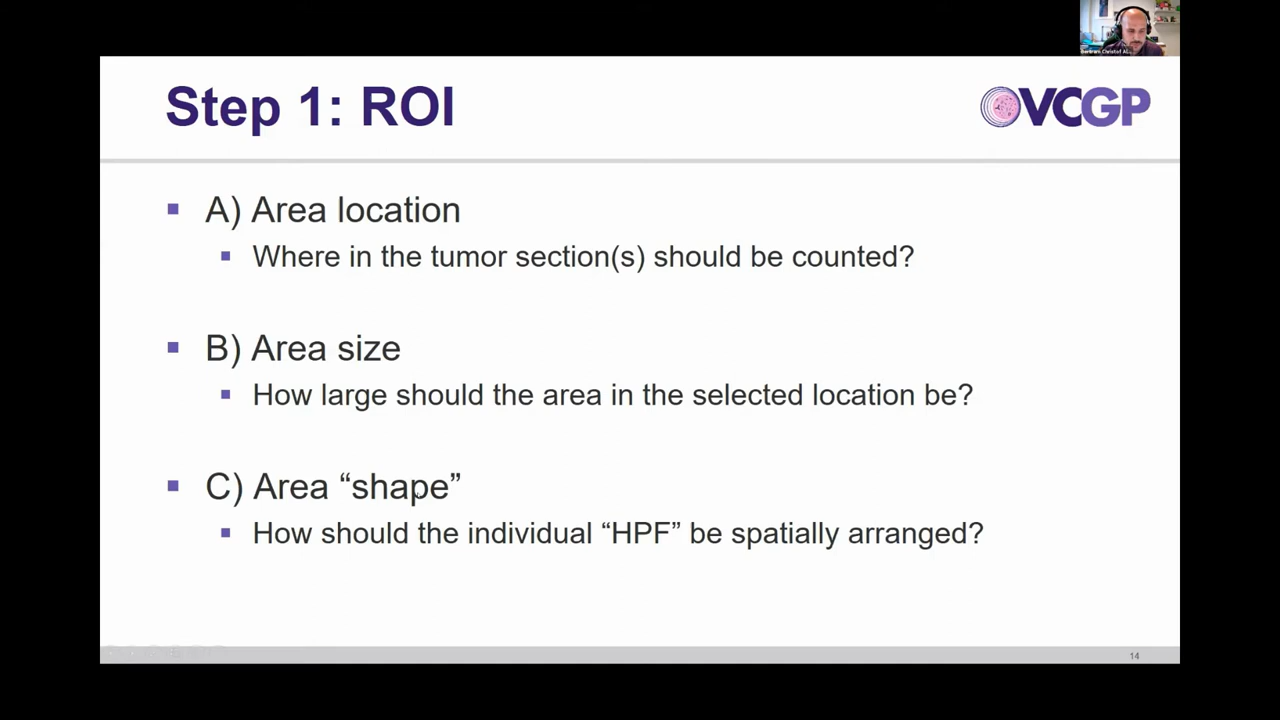 Step 1: ROI
VCGP
A) Area location
Where in the tumor section(s) should be counted?
B) Area size
How large should the area in the selected location be?
C) Area “shape”
How should the individual “HPF” be spatially arranged?
14